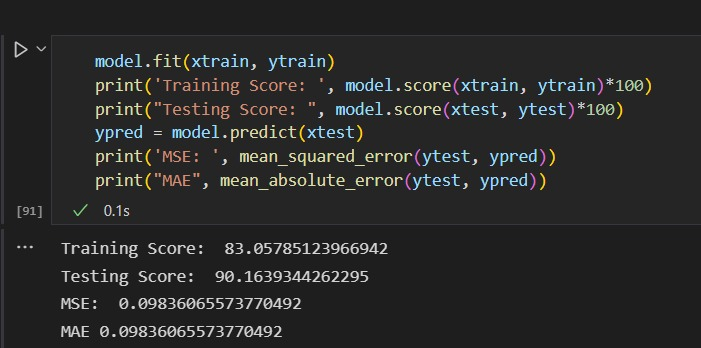 model.fit(xtrain, ytrain)
print('Training Score: ', model.score(xtrain, ytrain)*100)
print("Testing Score: ", model.score(xtest, ytest)*100)
ypred = model.predict(xtest)
print('MSE: ', mean_squared_error(ytest, ypred))
print("MAE", mean_absolute_error(ytest, ypred))
[91] ✓ 0.1s
... Training Score:  83.05785123966942
Testing Score:  90.1639344262295
MSE:  0.09836065573770492
MAE 0.09836065573770492